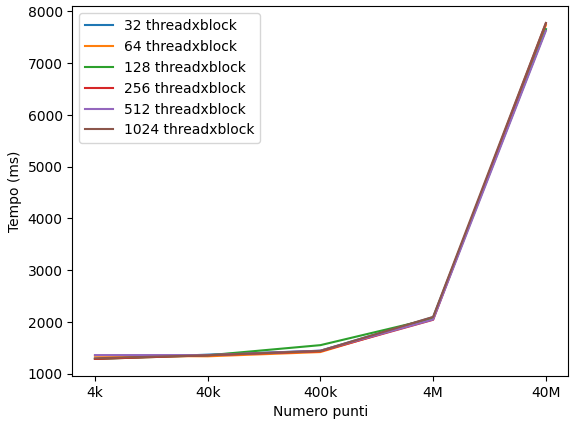 8000
7000
6000
5000
4000
3000
2000
1000
Tempo (ms)
32 threadxblock
64 threadxblock
128 threadxblock
256 threadxblock
512 threadxblock
1024 threadxblock
4k 40k 400k 4M 40M
Numero punti